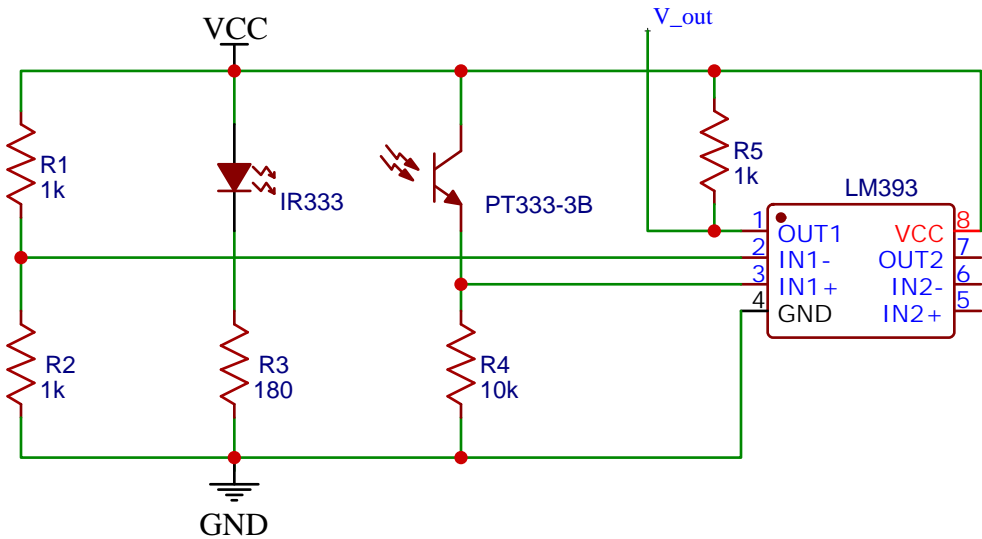 V_out
VCC
R1
1k
IR333
PT333-3B
R5
1k
LM393
1
OUT1
VCC
8
2
IN1-
OUT2
7
3
IN1+
IN2-
6
4
GND
IN2+
5
R2
1k
R3
180
R4
10k
GND